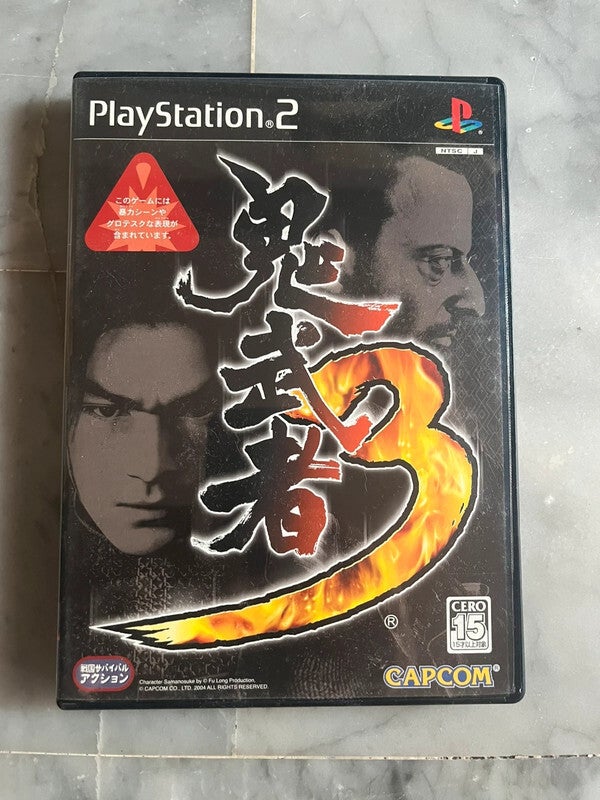 PlayStation®2
NTSC J
このゲームには
暴力シーンや
グロテスクな表現が
含まれています。
鬼武者
3
®
CERO
15
15才以上対象
戦国サバイバル
アクション
Character Samanosuke by © Fu Long Production,
© CAPCOM CO., LTD. 2004 ALL RIGHTS RESERVED.
CAPCOM®